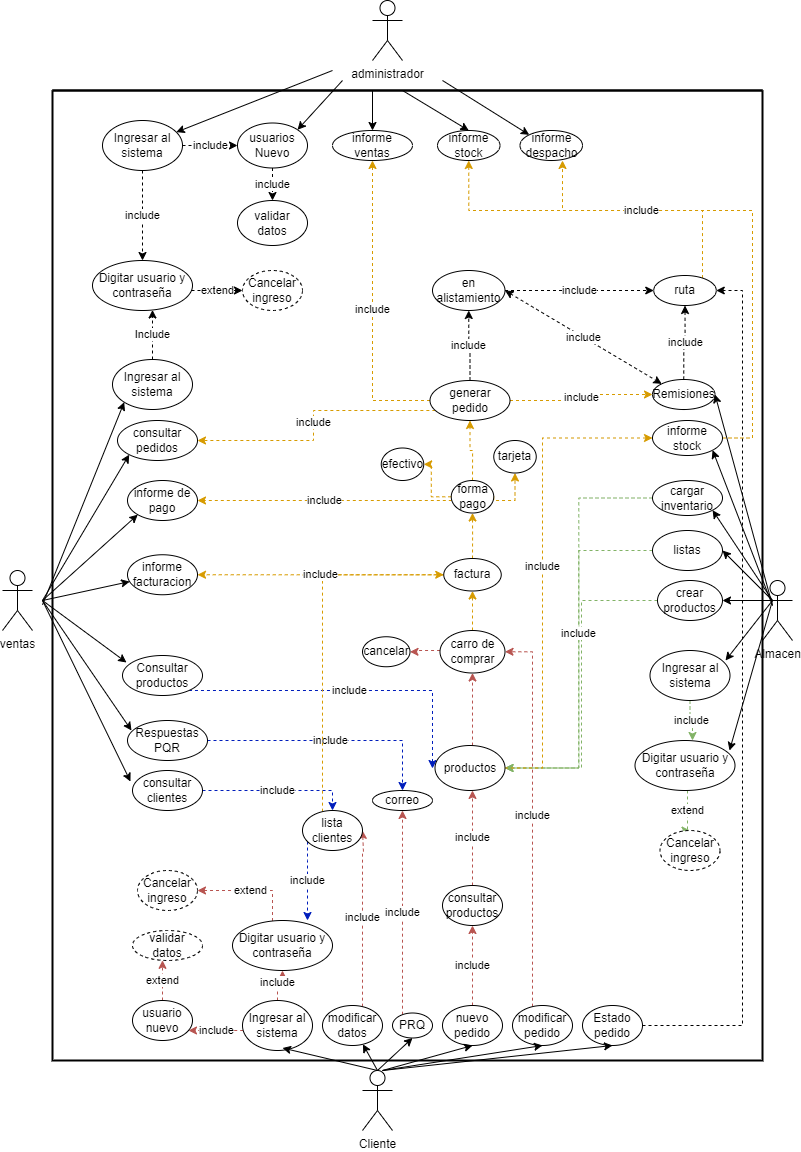 administrador
Ingresar al
sistema
include
usuarios
Nuevo
informe
ventas
informe
stock
informe
despacho
include
validar
datos
include
include
Digitar usuario y
contraseña
extend
Cancelar
ingreso
en
alistamiento
include
ruta
include
Include
include
include
include
Ingresar al
sistema
generar
pedido
include
Remisiones
consultar
pedidos
include
informe
stock
efectivo
tarjeta
informe de
pago
include
forma
pago
cargar
inventario
listas
informe
facturacion
include
factura
include
crear
productos
ventas
Almacen
cancelar
carro de
comprar
include
Consultar
productos
include
Ingresar al
sistema
include
Respuestas
PQR
include
productos
Digitar usuario y
contraseña
consultar
clientes
include
correo
extend
lista
clientes
include
include
Cancelar
ingreso
Cancelar
ingreso
extend
include
consultar
productos
include
include
validar
datos
Digitar usuario y
contraseña
include
extend
include
usuario
nuevo
include
Ingresar al
sistema
modificar
datos
PRQ
nuevo
pedido
modificar
pedido
Estado
pedido
Cliente